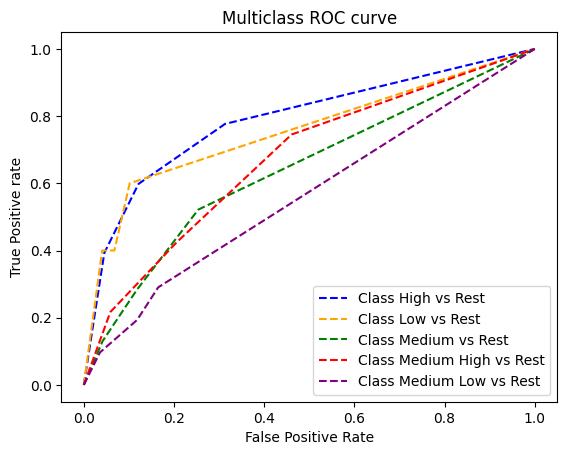 Multiclass ROC curve
True Positive rate
1.0
0.8
0.6
0.4
0.2
0.0
Class High vs Rest
Class Low vs Rest
Class Medium vs Rest
Class Medium High vs Rest
Class Medium Low vs Rest
0.0 0.2 0.4 0.6 0.8 1.0
False Positive Rate